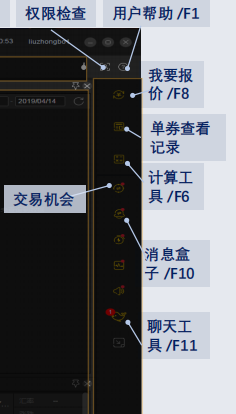 权限检查
用户帮助 /F1
0:53
liuzhongbo
2019/04/14
我要报
价 /F8
单券查看
记录
计算工
具 /F6
交易机会
消息盒
子 /F10
聊天工
具 /F11